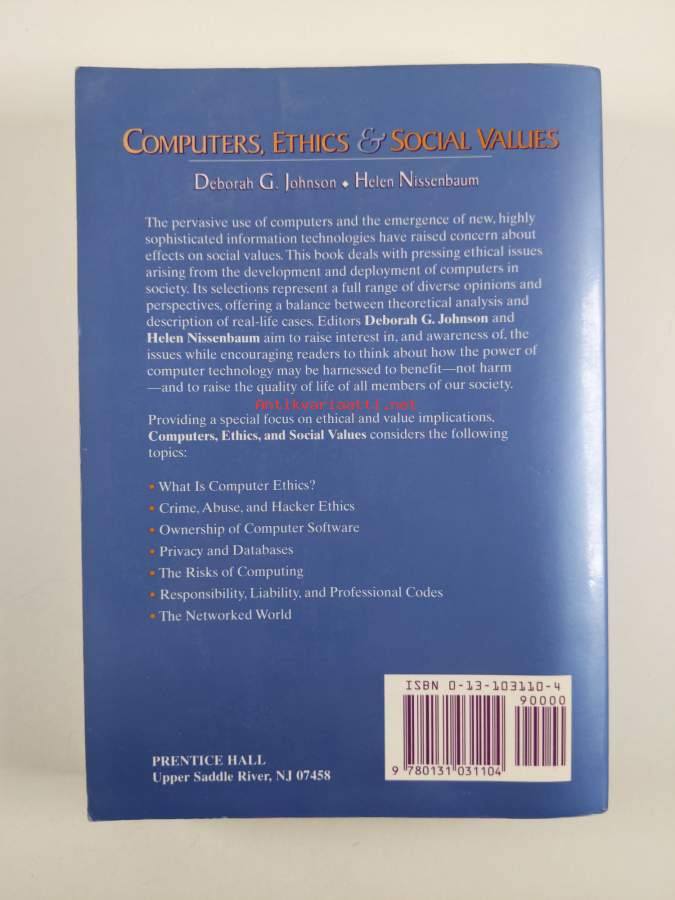 COMPUTERS, ETHICS & SOCIAL VALUES
Deborah G. Johnson ◆ Helen Nissenbaum
The pervasive use of computers and the emergence of new, highly
sophisticated information technologies have raised concern about
effects on social values. This book deals with pressing ethical issues
arising from the development and deployment of computers in
society. Its selections represent a full range of diverse opinions and
perspectives, offering a balance between theoretical analysis and
description of real-life cases. Editors Deborah G. Johnson and
Helen Nissenbaum aim to raise interest in, and awareness of, the
issues while encouraging readers to think about how the power of
computer technology may be harnessed to benefit—not harm
—and to raise the quality of life of all members of our society.
Antikvariaatti.net
Providing a special focus on ethical and value implications,
Computers, Ethics, and Social Values considers the following
topics:
• What Is Computer Ethics?
• Crime, Abuse, and Hacker Ethics
• Ownership of Computer Software
• Privacy and Databases
• The Risks of Computing
• Responsibility, Liability, and Professional Codes
• The Networked World
ISBN 0-13-103110-4
90000
9 780131 031104
PRENTICE HALL
Upper Saddle River, NJ 07458